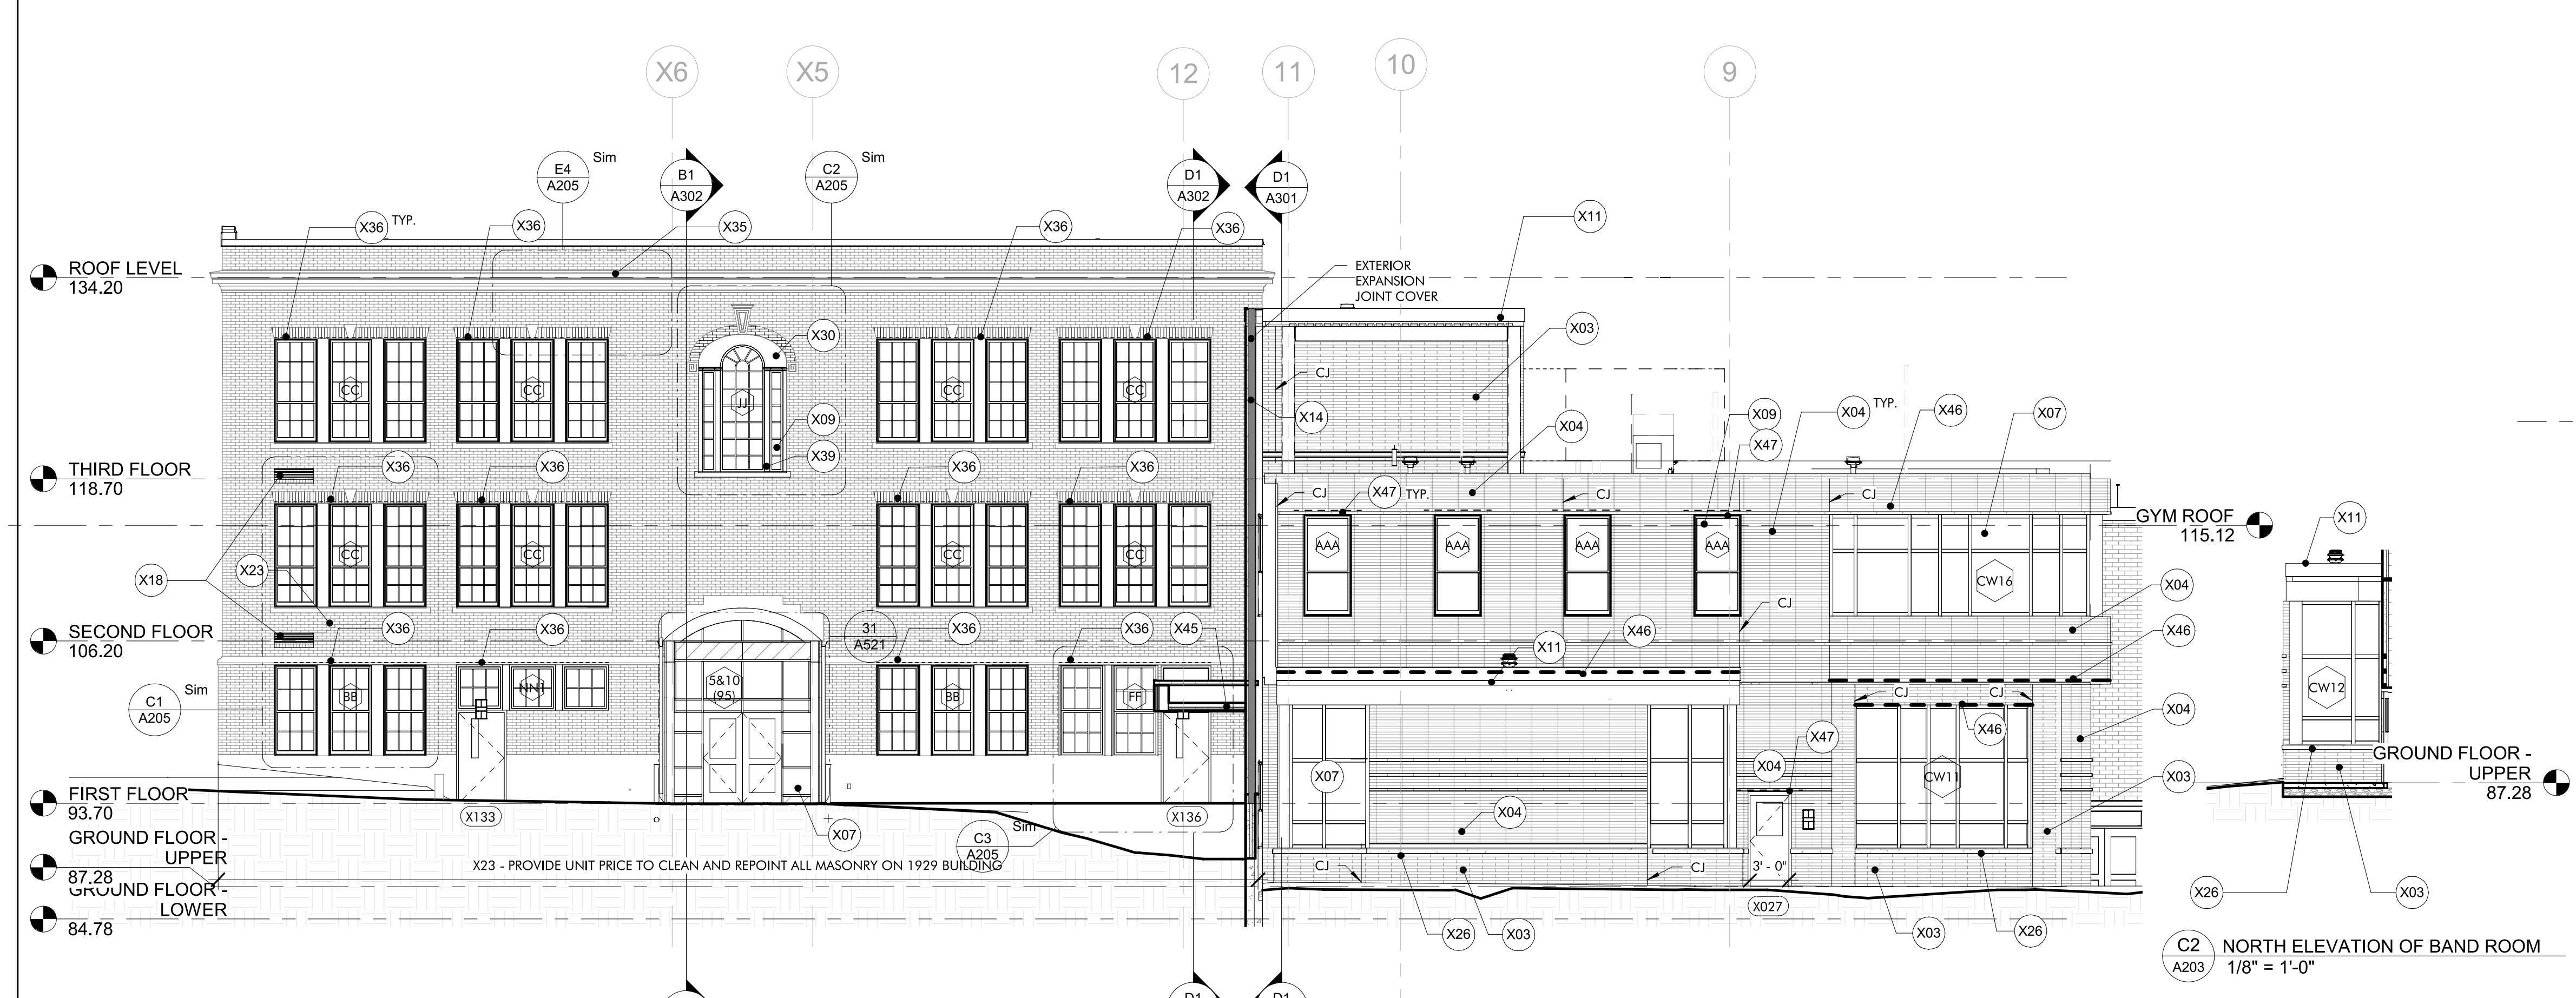 X6
X5
12
11
10
9
E4
A205
Sim
B1
A302
C2
A205
Sim
D1
A302
D1
A301
X36 TYP.
X36
X35
X36
X36
X11
EXTERIOR
EXPANSION
JOINT COVER
ROOF LEVEL
134.20
X30
X03
CC
CC
JJ
CC
CC
CJ
X09
X14
X04
X39
X09
X47
X04 TYP.
X46
X07
THIRD FLOOR
118.70
X36
X36
X36
X36
CJ
X47 TYP.
CJ
CJ
GYM ROOF
115.12
X11
X18
X23
CC
CC
CC
CC
AAA
AAA
AAA
AAA
CW16
X04
CJ
SECOND FLOOR
106.20
X36
X36
31
A521
X36
X36
X45
X11
X46
X04
X46
C1
A205
Sim
BB
NN1
5&10
(95)
BB
FF
CJ
CJ
X46
X04
CW12
X07
X04
X47
CW11
X03
GROUND FLOOR -
UPPER
87.28
FIRST FLOOR
93.70
X133
X07
X136
X04
C3
A205
Sim
GROUND FLOOR -
UPPER
87.28
X23 - PROVIDE UNIT PRICE TO CLEAN AND REPOINT ALL MASONRY ON 1929 BUILDING
CJ
CJ
3' - 0"
GROUND FLOOR -
LOWER
84.78
X027
X26
X03
X03
X26
X26
X03
C2
A203
NORTH ELEVATION OF BAND ROOM
1/8" = 1'-0"
D1
D1